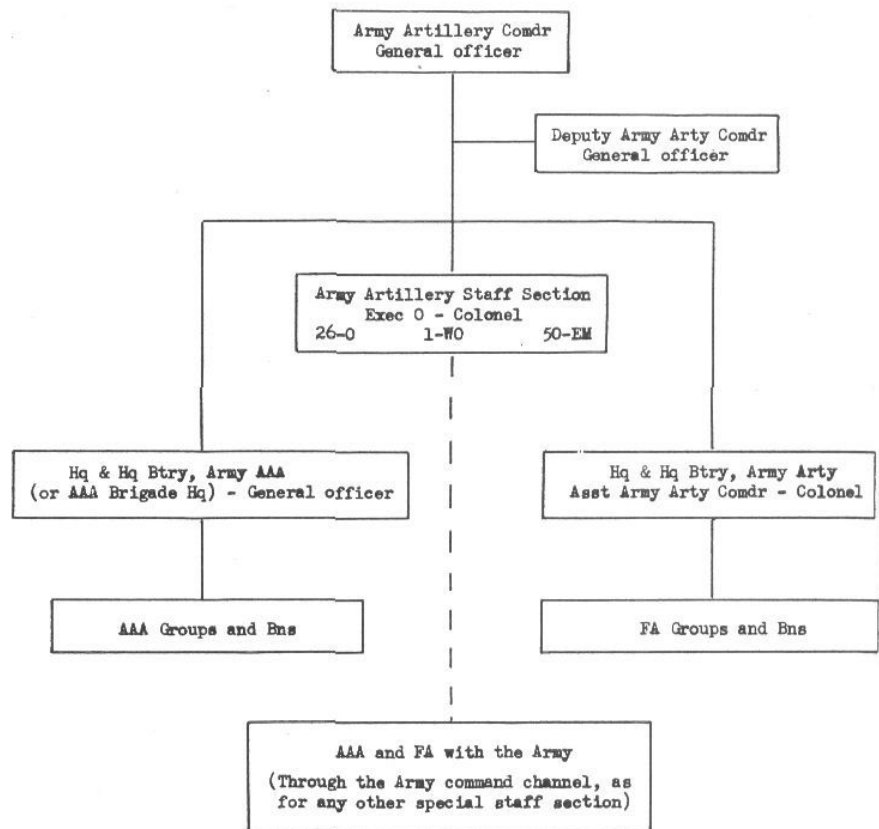 Army Artillery Comdr
General officer
Deputy Army Arty Comdr
General officer
Army Artillery Staff Section
Exec O - Colonel
26-O 1-WO 50-EM
Hq & Hq Btry, Army AAA
(or AAA Brigade Hq) - General officer
Hq & Hq Btry, Army Arty
Asst Army Arty Comdr - Colonel
AAA Groups and Bns
FA Groups and Bns
AAA and FA with the Army
(Through the Army command channel, as
for any other special staff section)